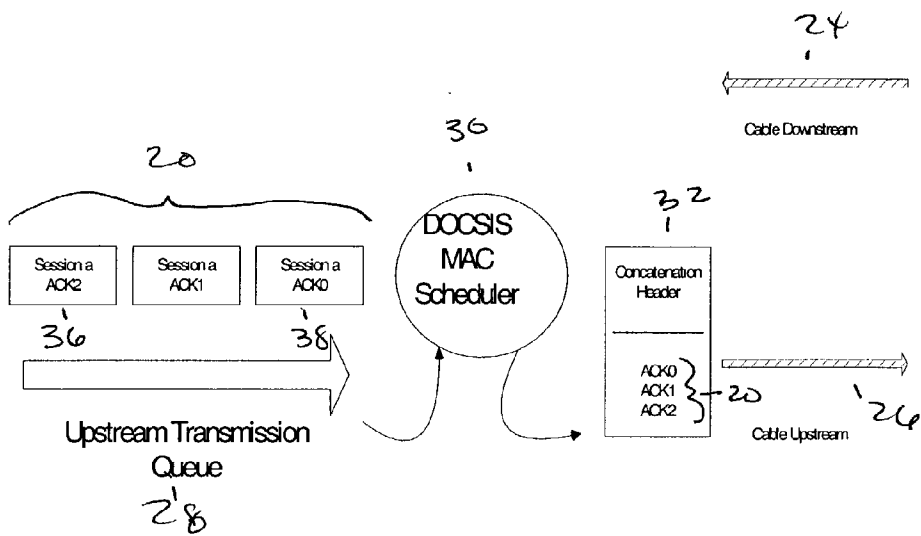 24
Cable Downstream
30
20
32
DOCSIS
MAC
Scheduler
Session a
ACK2
Session a
ACK1
Session a
ACK0
Concatenation
Header
36
38
ACK0
ACK1
ACK2
20
26
Upstream Transmission
Queue
Cable Upstream
28